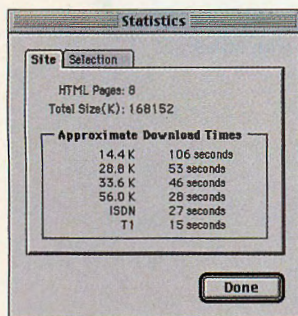 Statistics
Site Selection
HTML Pages: 8
Total Size(K): 168152
Approximate Download Times
14.4 K 106 seconds
28.8 K 53 seconds
33.6 K 46 seconds
56.0 K 28 seconds
ISDN 27 seconds
T1 15 seconds
Done